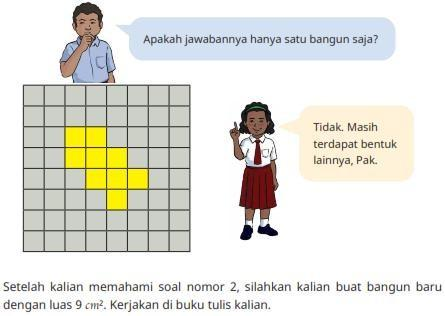 Apakah jawabannya hanya satu bangun saja?
Tidak. Masih
terdapat bentuk
lainnya, Pak.
Setelah kalian memahami soal nomor 2, silahkan kalian buat bangun baru
dengan luas 9 cm². Kerjakan di buku tulis kalian.